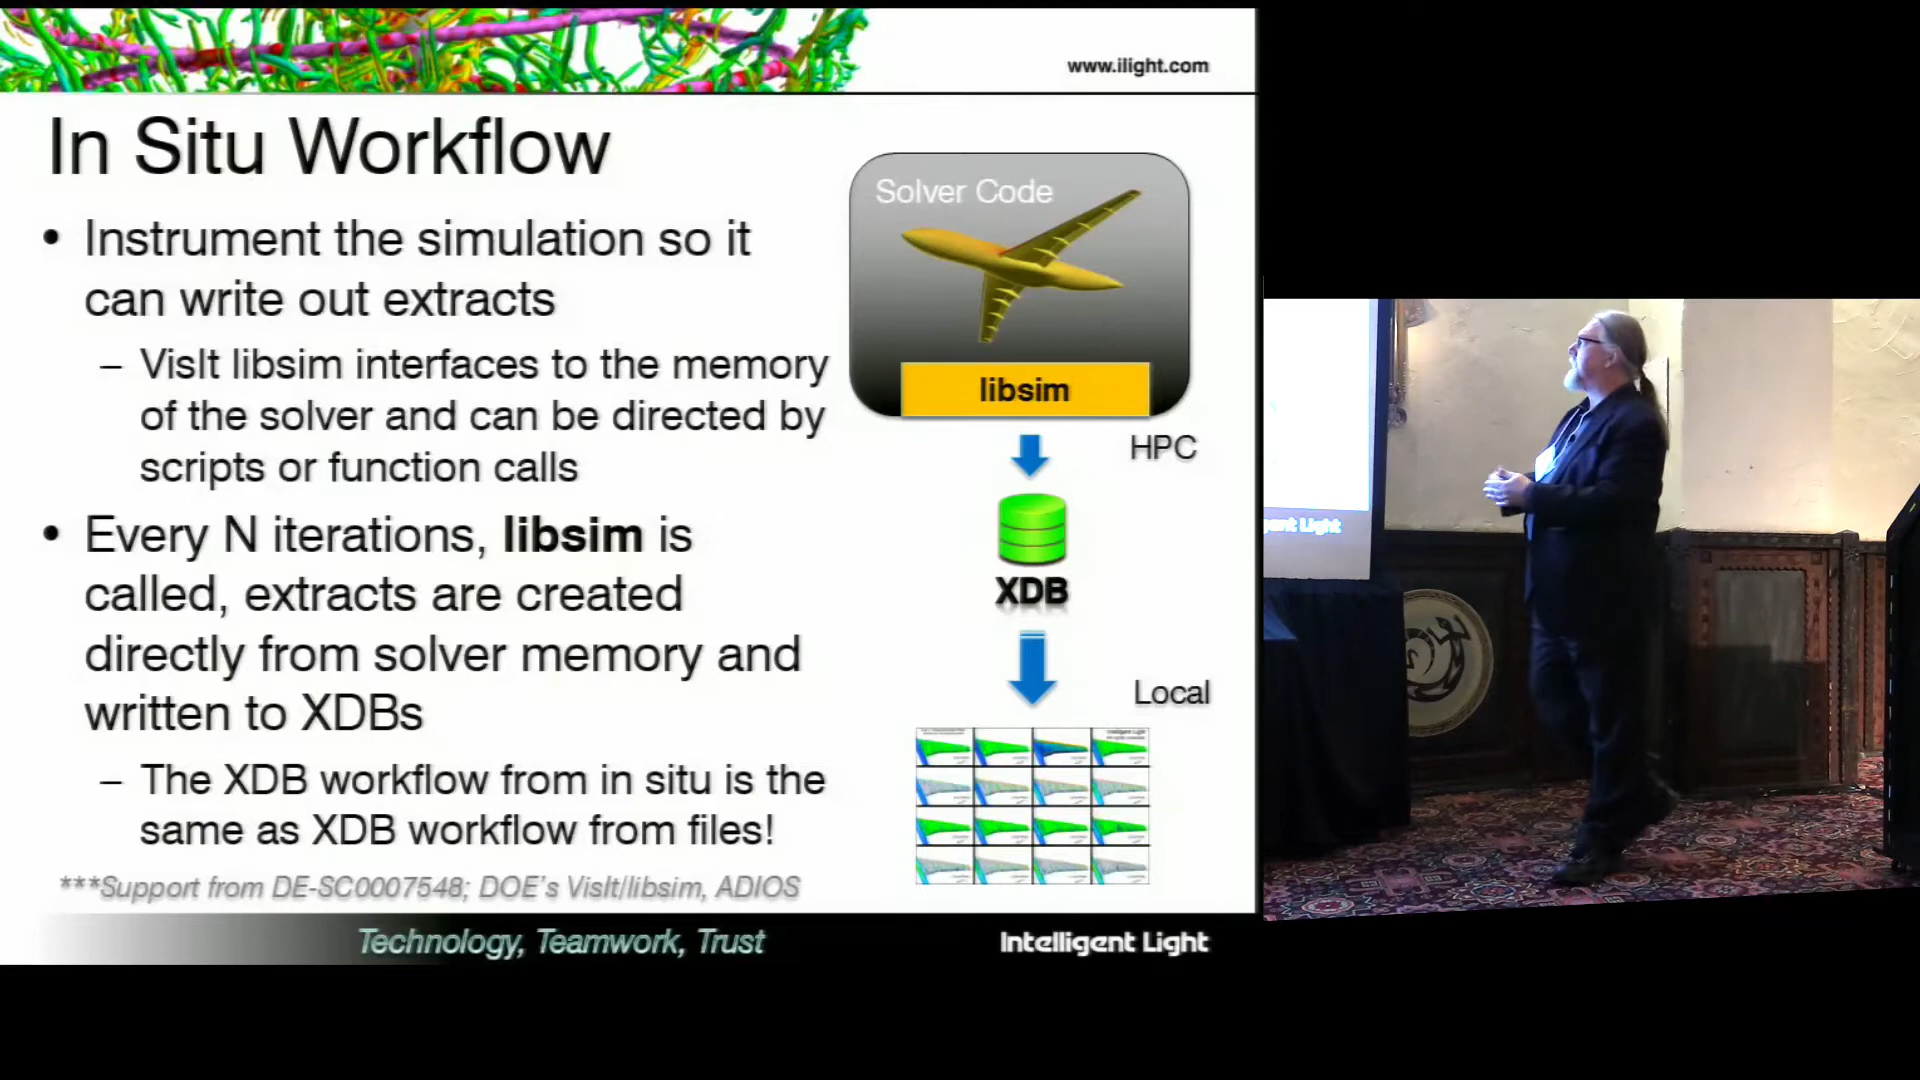 www.ilight.com
In Situ Workflow
• Instrument the simulation so it
can write out extracts
– VisIt libsim interfaces to the memory
of the solver and can be directed by
scripts or function calls
• Every N iterations, libsim is
called, extracts are created
directly from solver memory and
written to XDBs
– The XDB workflow from in situ is the
same as XDB workflow from files!
***Support from DE-SC0007548; DOE's VisIt/libsim, ADIOS
Solver Code
libsim
HPC
XDB
Local
Technology, Teamwork, Trust
Intelligent Light
Light